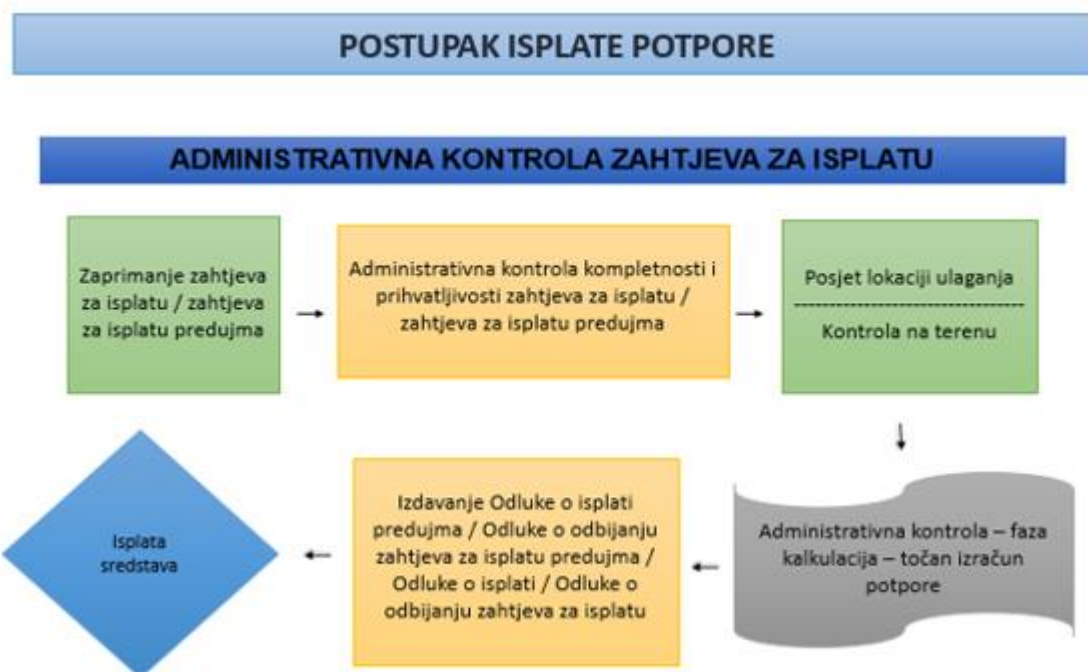 POSTUPAK ISPLATE POTPORE
ADMINISTRATIVNA KONTROLA ZAHTJEVA ZA ISPLATU
Zaprimanje zahtjeva
za isplatu / zahtjeva
za isplatu predujma
Administrativna kontrola kompletnosti i
prihvatljivosti zahtjeva za isplatu /
zahtjeva za isplatu predujma
Posjet lokaciji ulaganja
Kontrola na terenu
Administrativna kontrola – faza
kalkulacija – točan izračun
potpore
Izdavanje Odluke o isplati
predujma / Odluke o odbijanju
zahtjeva za isplatu predujma /
Odluke o isplati / Odluke o
odbijanju zahtjeva za isplatu
Isplata
sredstava